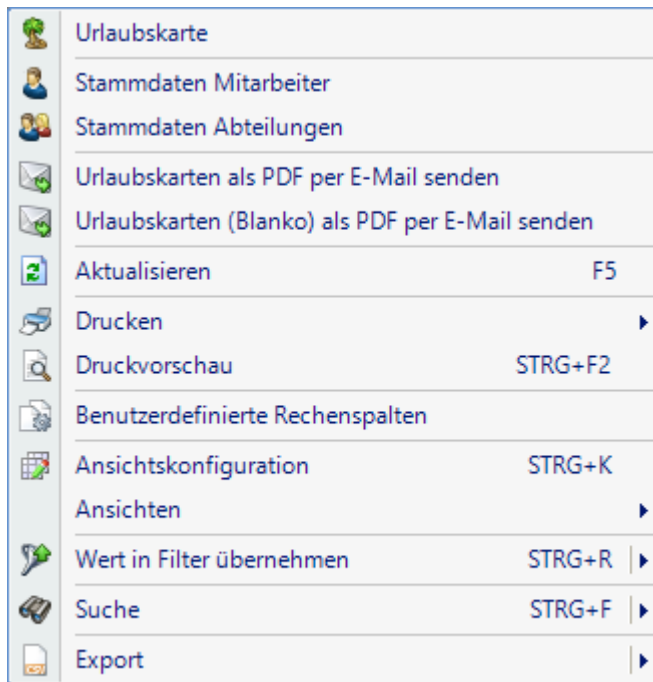 Urlaubskarte
Stammdaten Mitarbeiter
Stammdaten Abteilungen
Urlaubskarten als PDF per E-Mail senden
Urlaubskarten (Blanko) als PDF per E-Mail senden
Aktualisieren F5
Drucken
Druckvorschau STRG+F2
Benutzerdefinierte Rechenspalten
Ansichtskonfiguration STRG+K
Ansichten
Wert in Filter übernehmen STRG+R
Suche STRG+F
Export